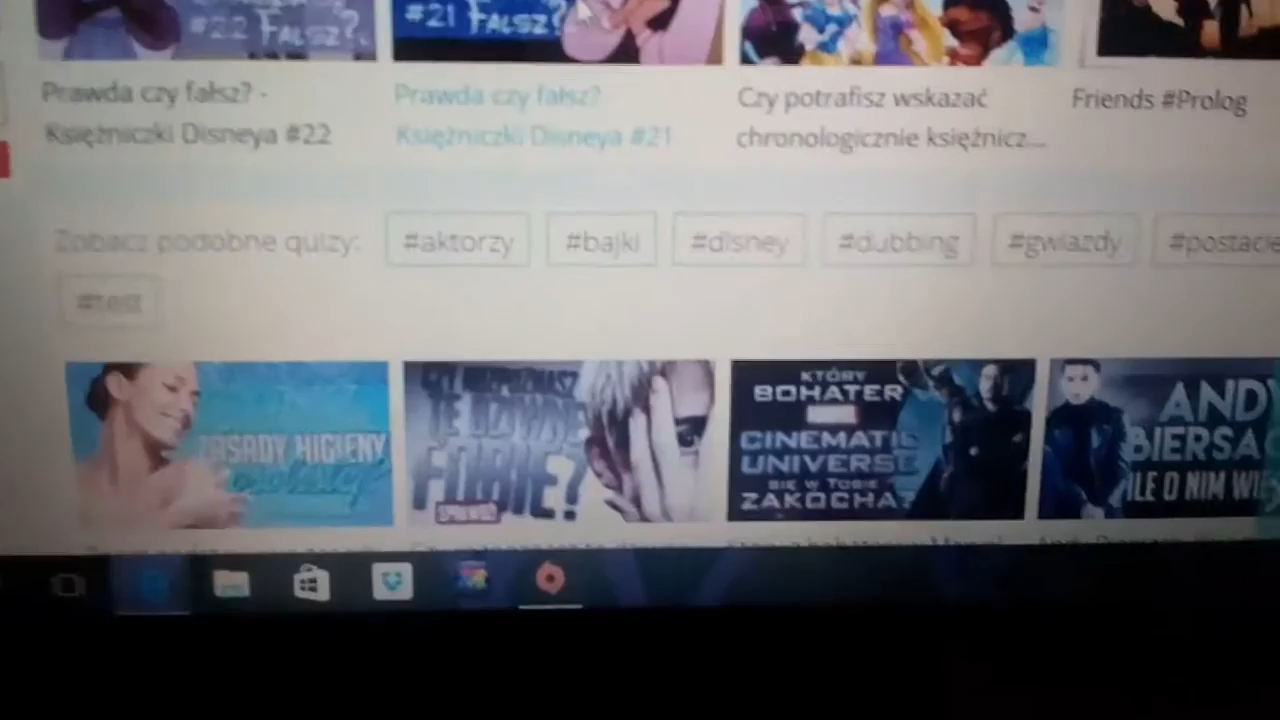 #22 FAŁSZ?
#21 FAŁSZ?
Prawda czy fałsz? -
Księżniczki Disneya #22
Prawda czy fałsz?
Księżniczki Disneya #21
Czy potrafisz wskazać
chronologicznie księżnicz...
Friends #Prolog
Zobacz podobne quizy:
#aktorzy
#bajki
#disney
#dubbing
#gwiazdy
#postacie
#test
ZASADY HIGIENY
FOBIE?
SPRAWDŹ
KTÓRY
BOHATER
CINEMATIC
UNIVERSE
SIĘ W TOBIE
ZAKOCHA?
ANDY
BIERSAC
ILE O NIM WI